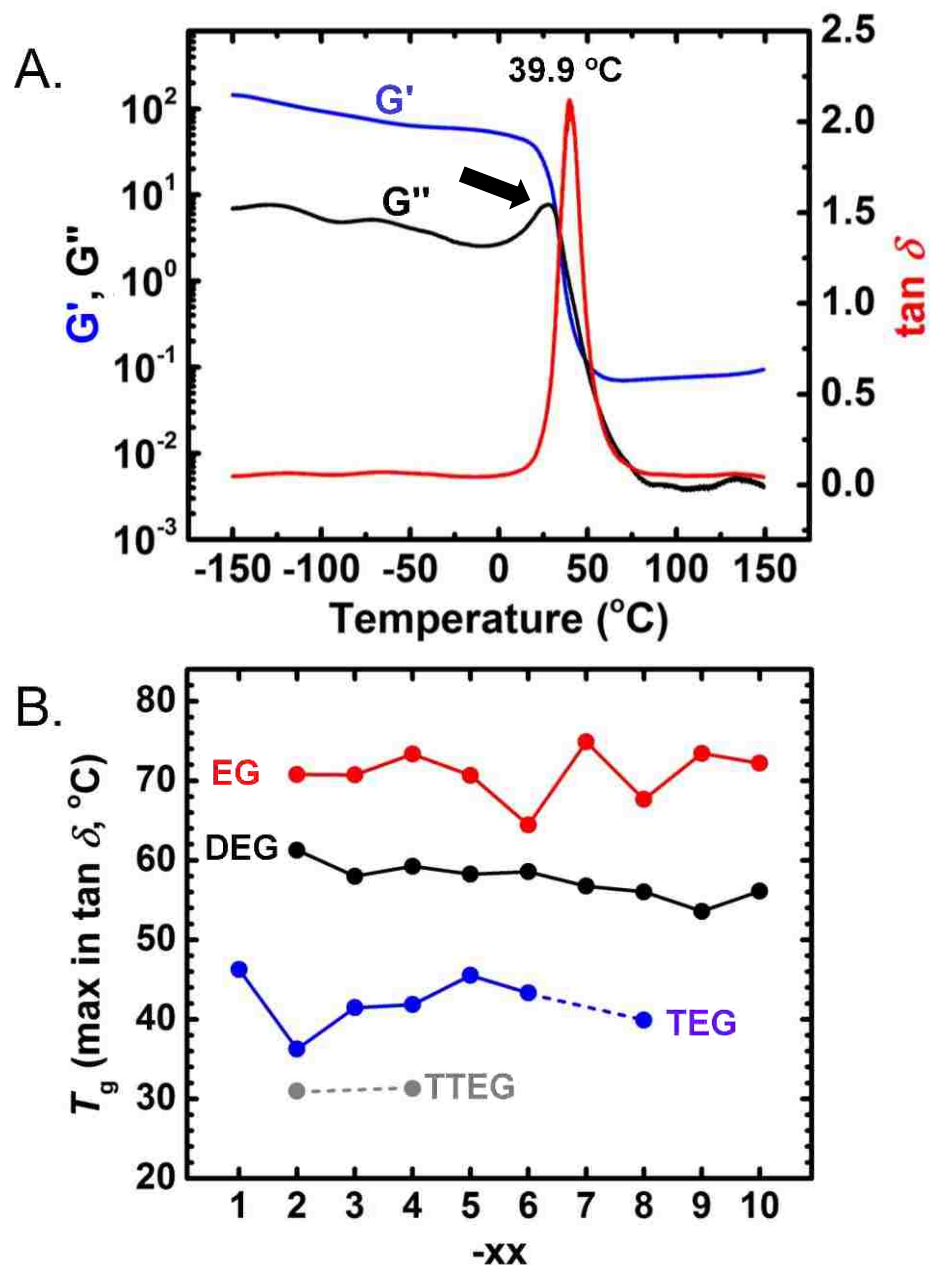 A.
39.9 °C
G'
G"
G', G"
10²
10¹
10⁰
10⁻¹
10⁻²
10⁻³
2.5
2.0
1.5
1.0
0.5
0.0
tan δ
-150 -100 -50 0 50 100 150
Temperature (°C)
B.
Tg (max in tan δ, °C)
80
70
60
50
40
30
20
EG
DEG
TEG
TTEG
1 2 3 4 5 6 7 8 9 10
-xx